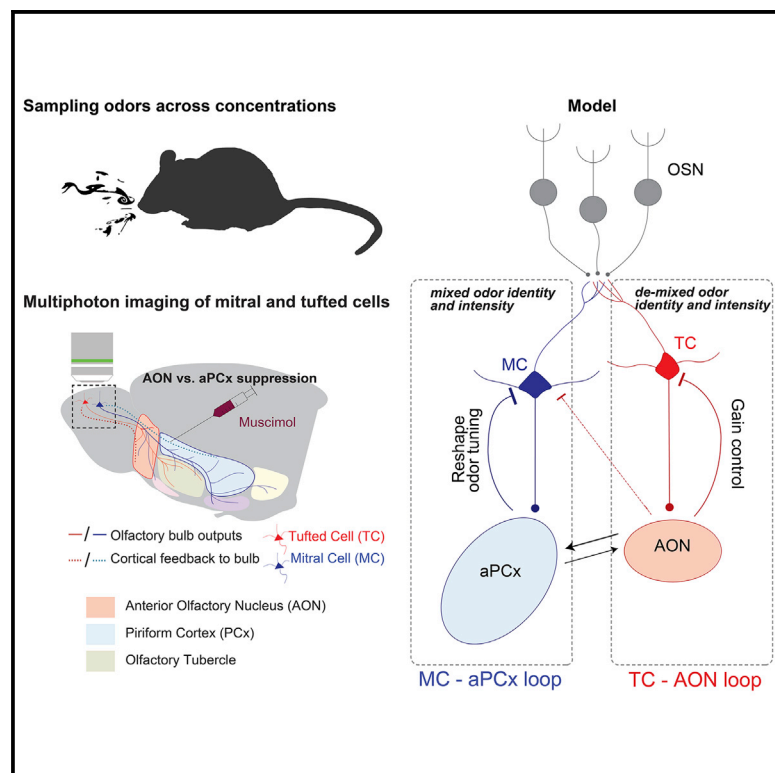 Sampling odors across concentrations
Multiphoton imaging of mitral and tufted cells
AON vs. aPCx suppression
Muscimol
Olfactory bulb outputs
Cortical feedback to bulb
Tufted Cell (TC)
Mitral Cell (MC)
Anterior Olfactory Nucleus (AON)
Piriform Cortex (PCx)
Olfactory Tubercle
Model
OSN
mixed odor identity
and intensity
de-mixed odor
identity and intensity
MC
TC
Reshape
odor tuning
Gain control
aPCx
AON
MC - aPCx loop
TC - AON loop